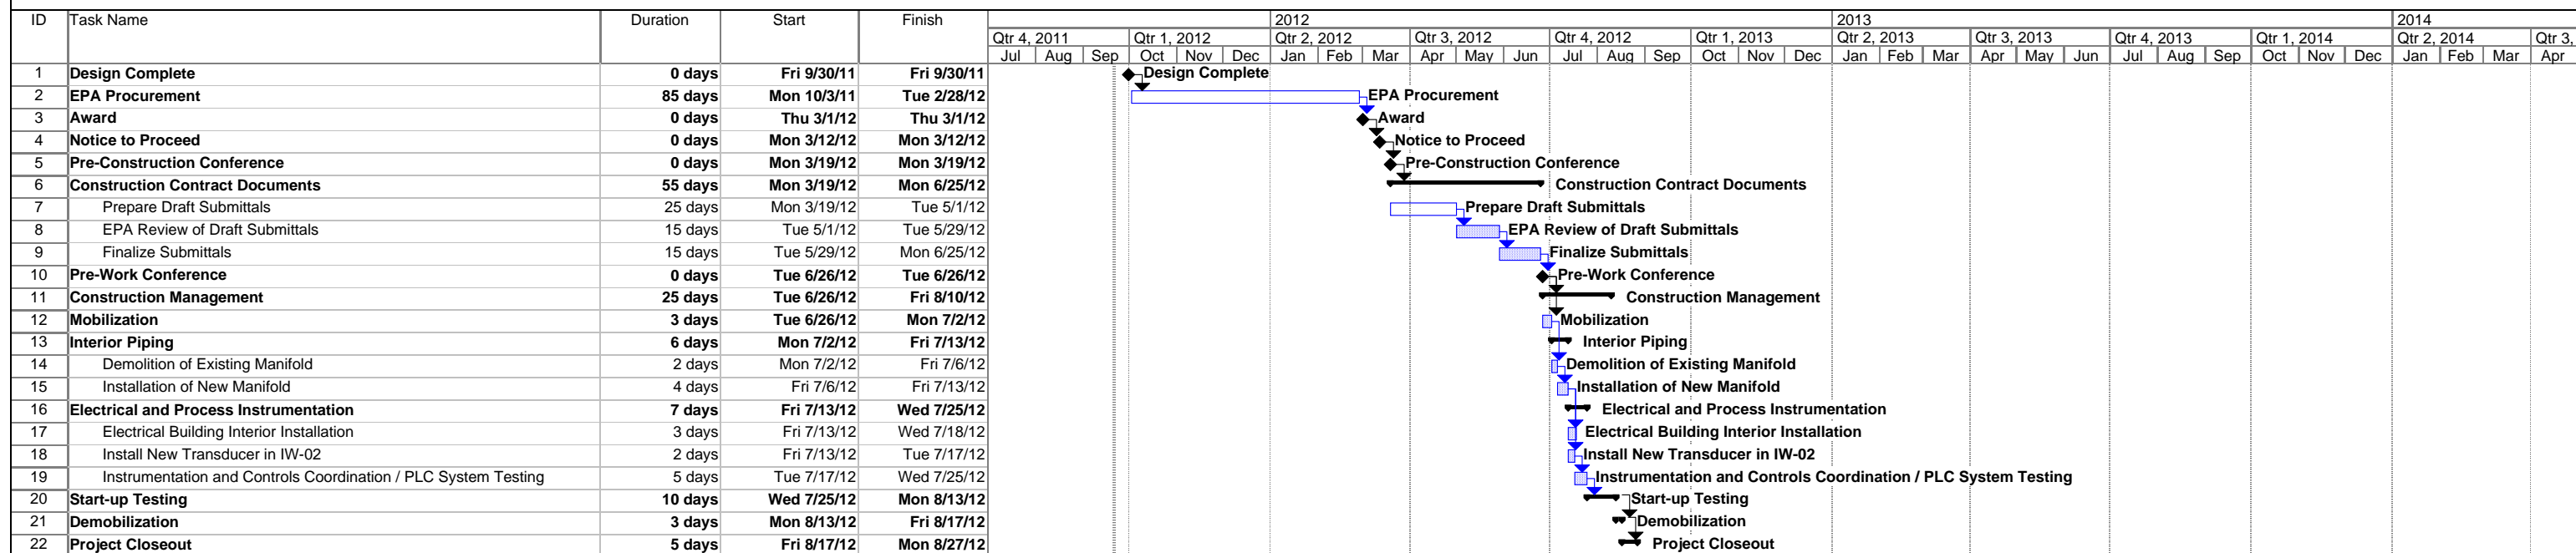 ID Task Name Duration Start Finish 2012 2013 2014
Qtr 4, 2011 Qtr 1, 2012 Qtr 2, 2012 Qtr 3, 2012 Qtr 4, 2012 Qtr 1, 2013 Qtr 2, 2013 Qtr 3, 2013 Qtr 4, 2013 Qtr 1, 2014 Qtr 2, 2014 Qtr 3,
Jul Aug Sep Oct Nov Dec Jan Feb Mar Apr May Jun Jul Aug Sep Oct Nov Dec Jan Feb Mar Apr May Jun Jul Aug Sep Oct Nov Dec Jan Feb Mar Apr
1 Design Complete 0 days Fri 9/30/11 Fri 9/30/11 Design Complete
2 EPA Procurement 85 days Mon 10/3/11 Tue 2/28/12 EPA Procurement
3 Award 0 days Thu 3/1/12 Thu 3/1/12 Award
4 Notice to Proceed 0 days Mon 3/12/12 Mon 3/12/12 Notice to Proceed
5 Pre-Construction Conference 0 days Mon 3/19/12 Mon 3/19/12 Pre-Construction Conference
6 Construction Contract Documents 55 days Mon 3/19/12 Mon 6/25/12 Construction Contract Documents
7 Prepare Draft Submittals 25 days Mon 3/19/12 Tue 5/1/12 Prepare Draft Submittals
8 EPA Review of Draft Submittals 15 days Tue 5/1/12 Tue 5/29/12 EPA Review of Draft Submittals
9 Finalize Submittals 15 days Tue 5/29/12 Mon 6/25/12 Finalize Submittals
10 Pre-Work Conference 0 days Tue 6/26/12 Tue 6/26/12 Pre-Work Conference
11 Construction Management 25 days Tue 6/26/12 Fri 8/10/12 Construction Management
12 Mobilization 3 days Tue 6/26/12 Mon 7/2/12 Mobilization
13 Interior Piping 6 days Mon 7/2/12 Fri 7/13/12 Interior Piping
14 Demolition of Existing Manifold 2 days Mon 7/2/12 Fri 7/6/12 Demolition of Existing Manifold
15 Installation of New Manifold 4 days Fri 7/6/12 Fri 7/13/12 Installation of New Manifold
16 Electrical and Process Instrumentation 7 days Fri 7/13/12 Wed 7/25/12 Electrical and Process Instrumentation
17 Electrical Building Interior Installation 3 days Fri 7/13/12 Wed 7/18/12 Electrical Building Interior Installation
18 Install New Transducer in IW-02 2 days Fri 7/13/12 Tue 7/17/12 Install New Transducer in IW-02
19 Instrumentation and Controls Coordination / PLC System Testing 5 days Tue 7/17/12 Wed 7/25/12 Instrumentation and Controls Coordination / PLC System Testing
20 Start-up Testing 10 days Wed 7/25/12 Mon 8/13/12 Start-up Testing
21 Demobilization 3 days Mon 8/13/12 Fri 8/17/12 Demobilization
22 Project Closeout 5 days Fri 8/17/12 Mon 8/27/12 Project Closeout